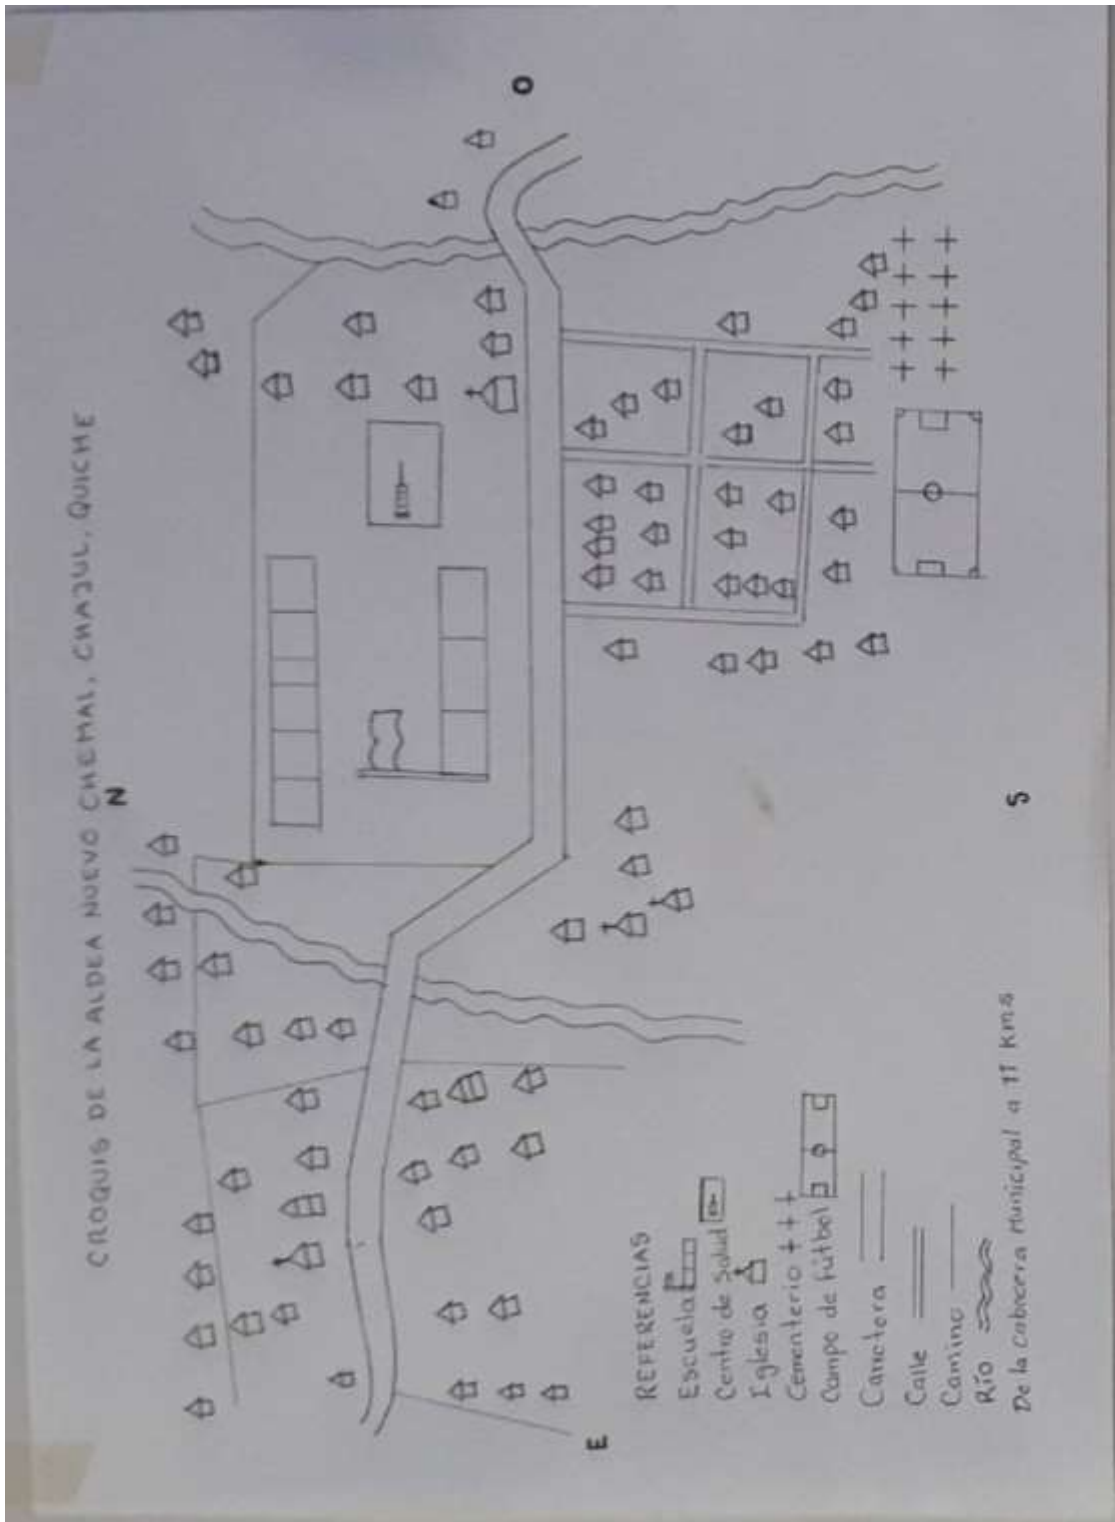 CROQUIS DE LA ALDEA NUEVO CHEMAL, CHAJUL, QUICHE
N
O
E
S
REFERENCIAS
Escuela
Centro de Salud
Iglesia
Cementerio
Campo de Fútbol
Carretera
Calle
Camino
Río
De la Cabecera Municipal a 11 Kms